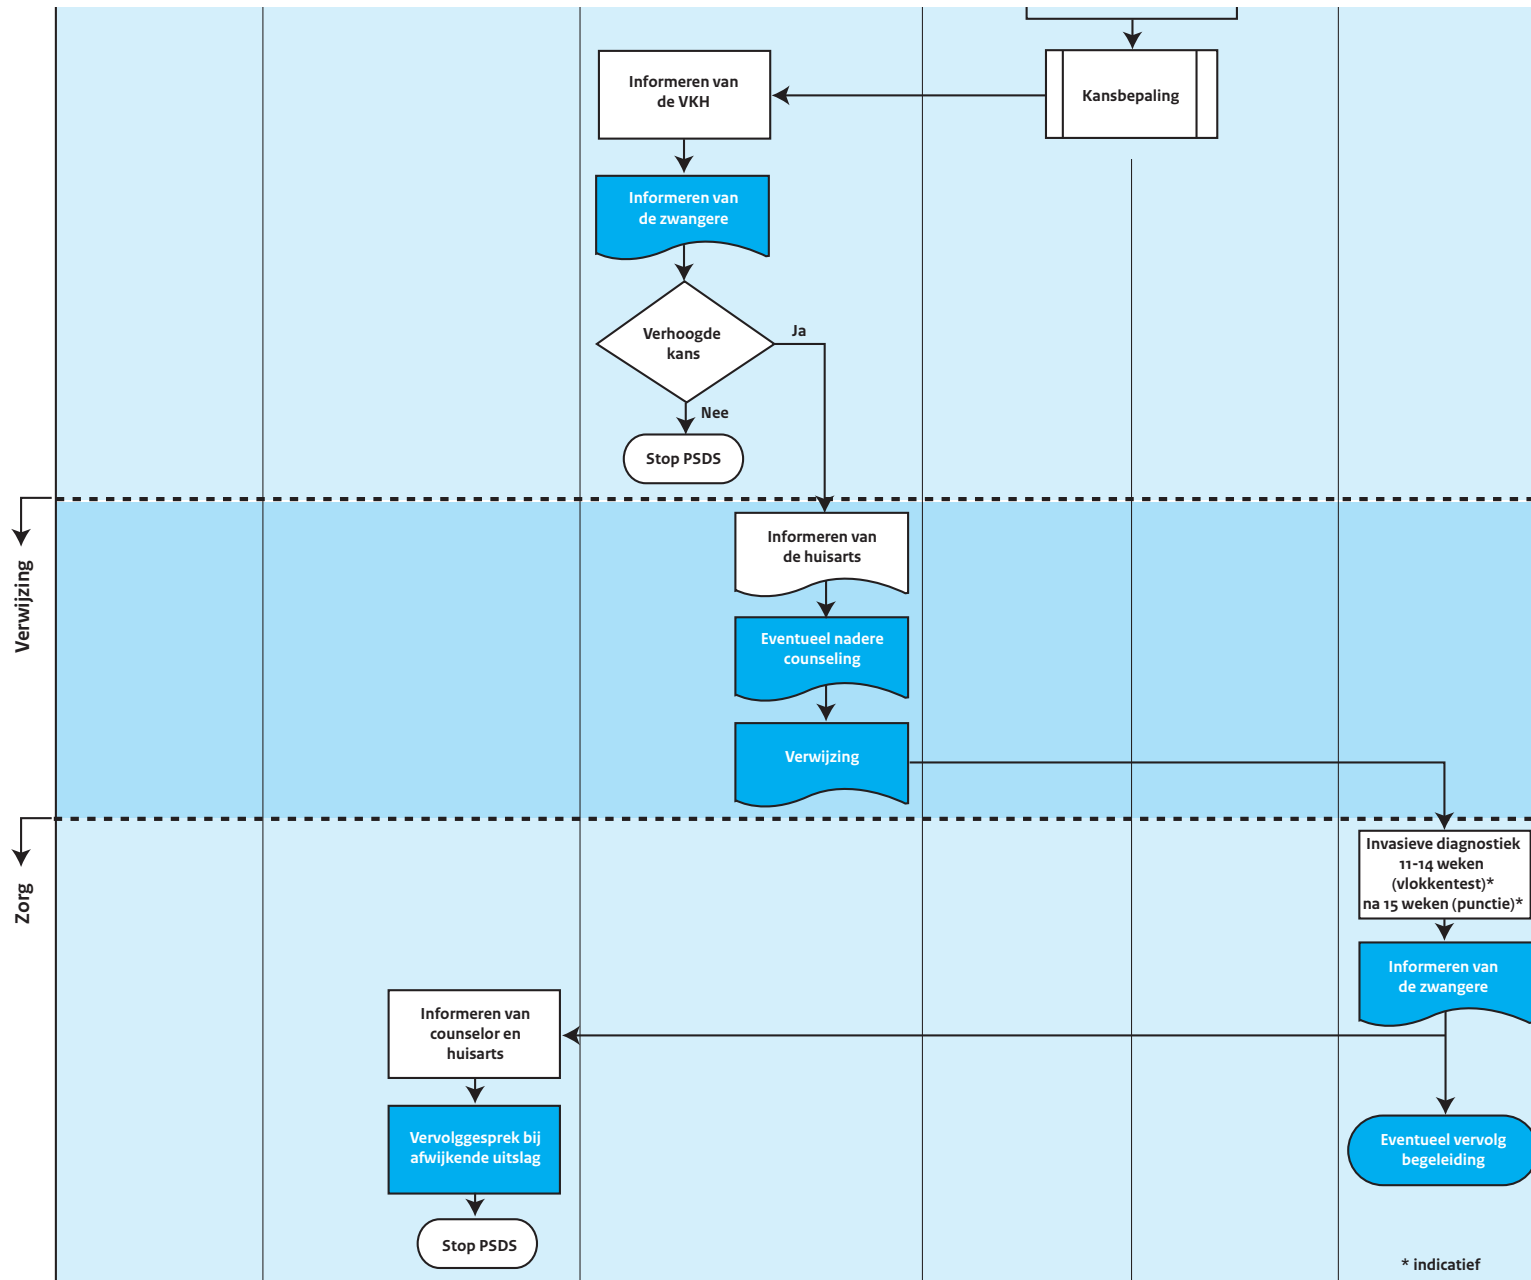 Informeren van
de VKH
Kansbepaling
Informeren van
de zwangere
Verhoogde
kans
Ja
Nee
Stop PSDS
Verwijzing
Informeren van
de huisarts
Eventueel nadere
counseling
Verwijzing
Zorg
Invasieve diagnostiek
11-14 weken
(vlokkentest)*
na 15 weken (punctie)*
Informeren van
de zwangere
Informeren van
counselor en
huisarts
Vervolggesprek bij
afwijkende uitslag
Eventueel vervolg
begeleiding
Stop PSDS
* indicatief